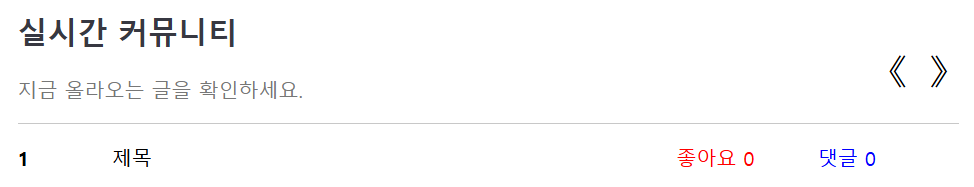 실시간 커뮤니티
지금 올라오는 글을 확인하세요.
《 》
1 제목 좋아요 0 댓글 0